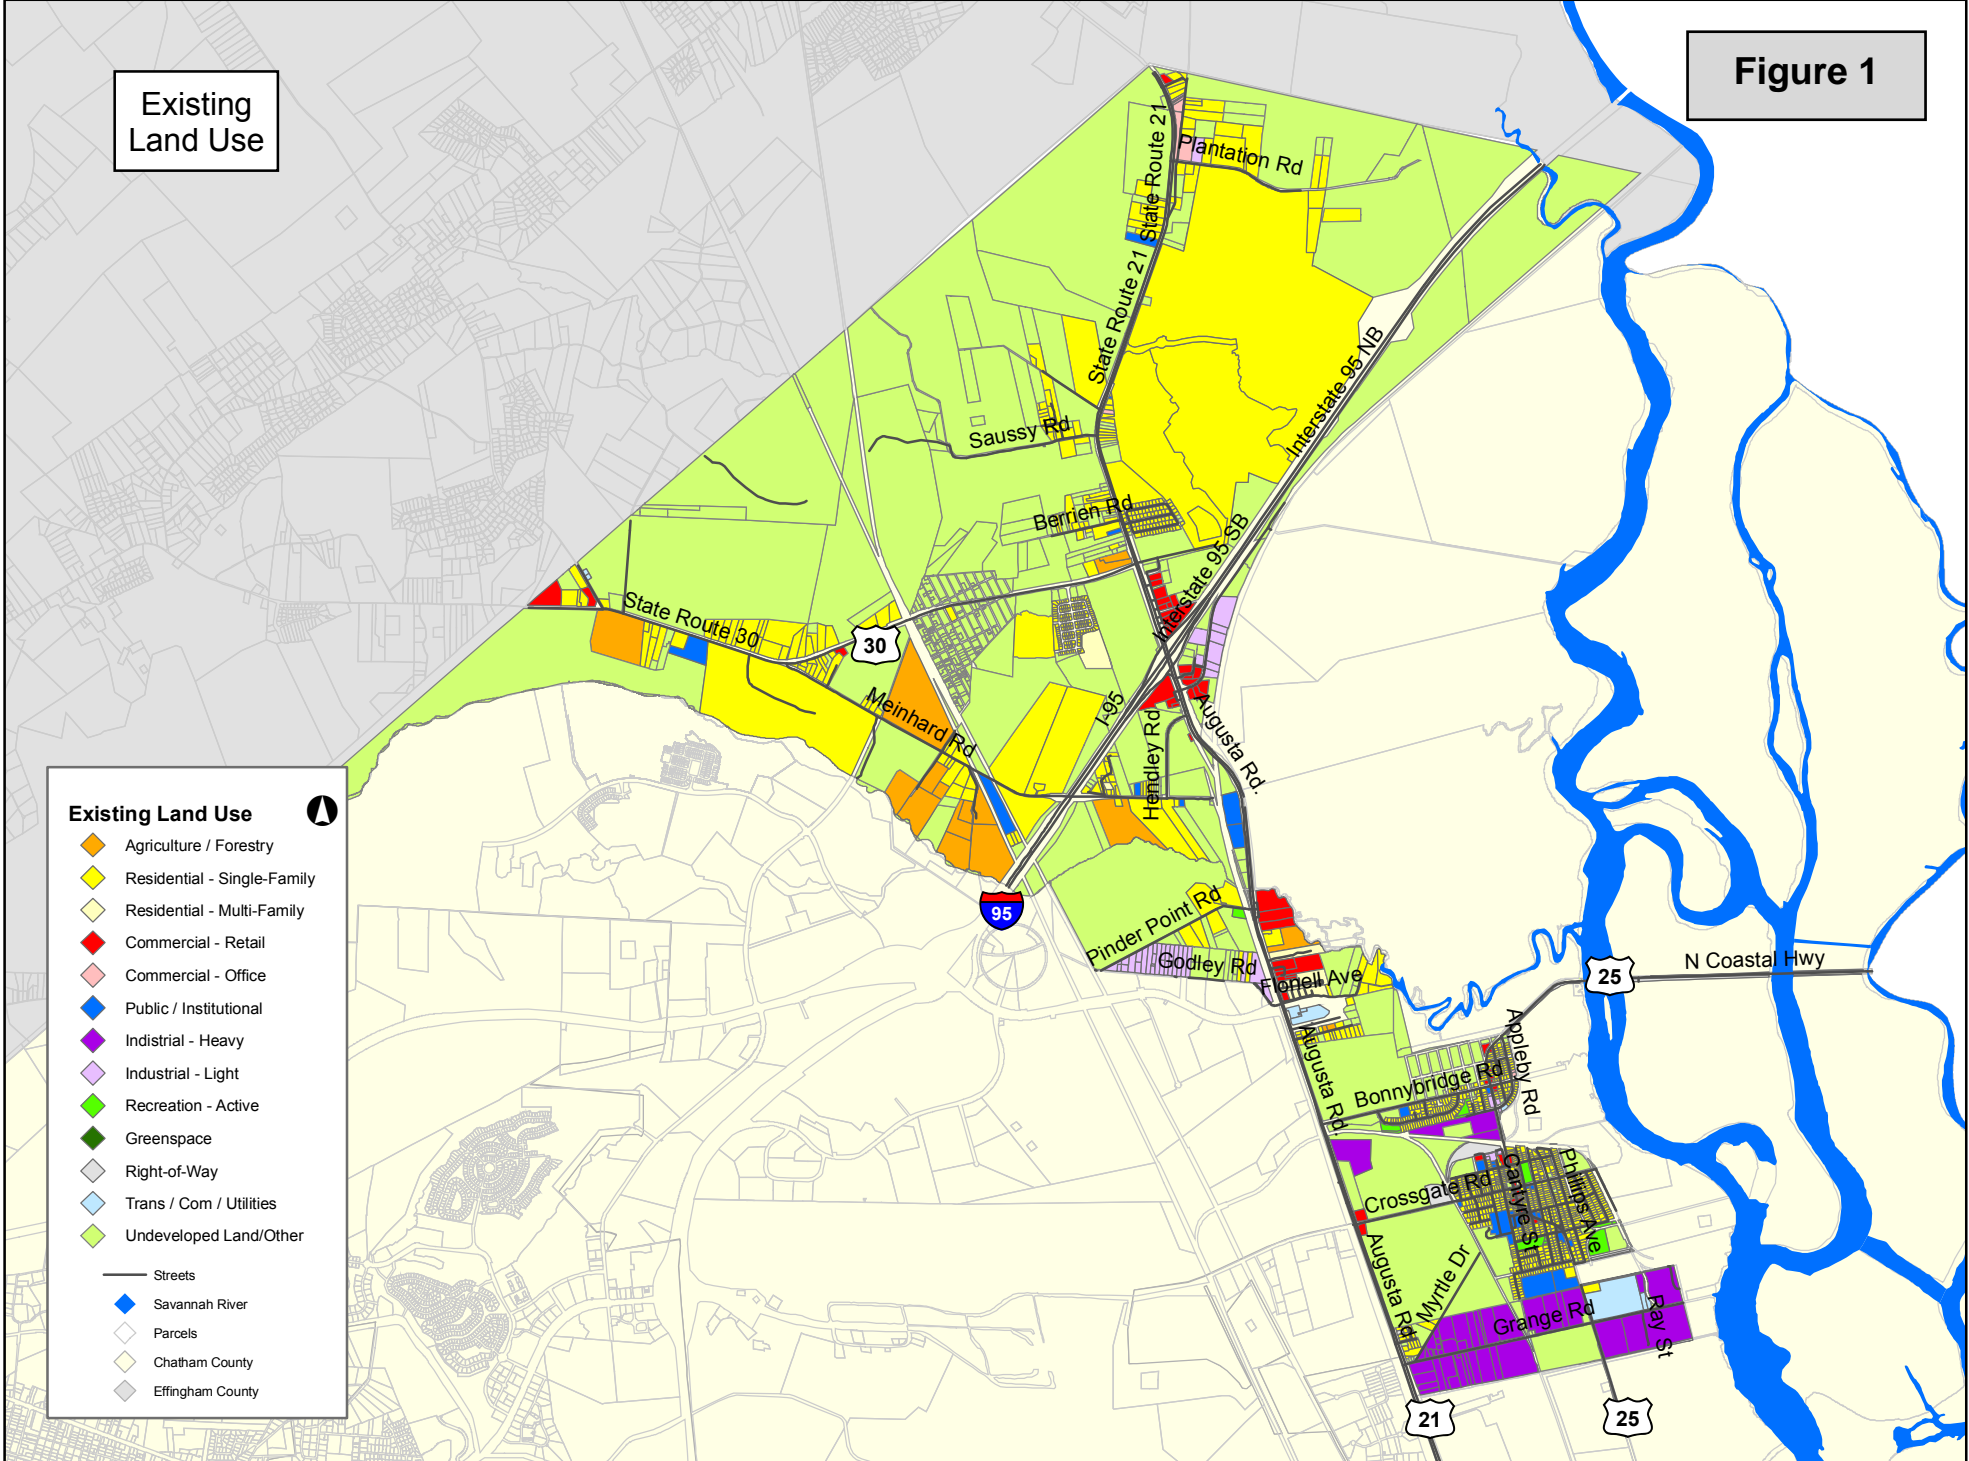 Existing
Land Use
Figure 1
State Route 21
Plantation Rd
State Route 21
Interstate 95 NB
Saussy Rd
Berrien Rd
Interstate 95 SB
State Route 30
30
Meinhard Rd
I-95
Augusta Rd.
Hendley Rd
95
Pinder Point Rd
Godley Rd
Flonell Ave
N Coastal Hwy
25
Augusta Rd.
Appleby Rd
Bonnybridge Rd
Crossgate Rd
Cantyre St
Phillips Ave
Augusta Rd
Myrtle Dr
Grange Rd
Ray St
21
25
Existing Land Use
Agriculture / Forestry
Residential - Single-Family
Residential - Multi-Family
Commercial - Retail
Commercial - Office
Public / Institutional
Indistrial - Heavy
Industrial - Light
Recreation - Active
Greenspace
Right-of-Way
Trans / Com / Utilities
Undeveloped Land/Other
Streets
Savannah River
Parcels
Chatham County
Effingham County